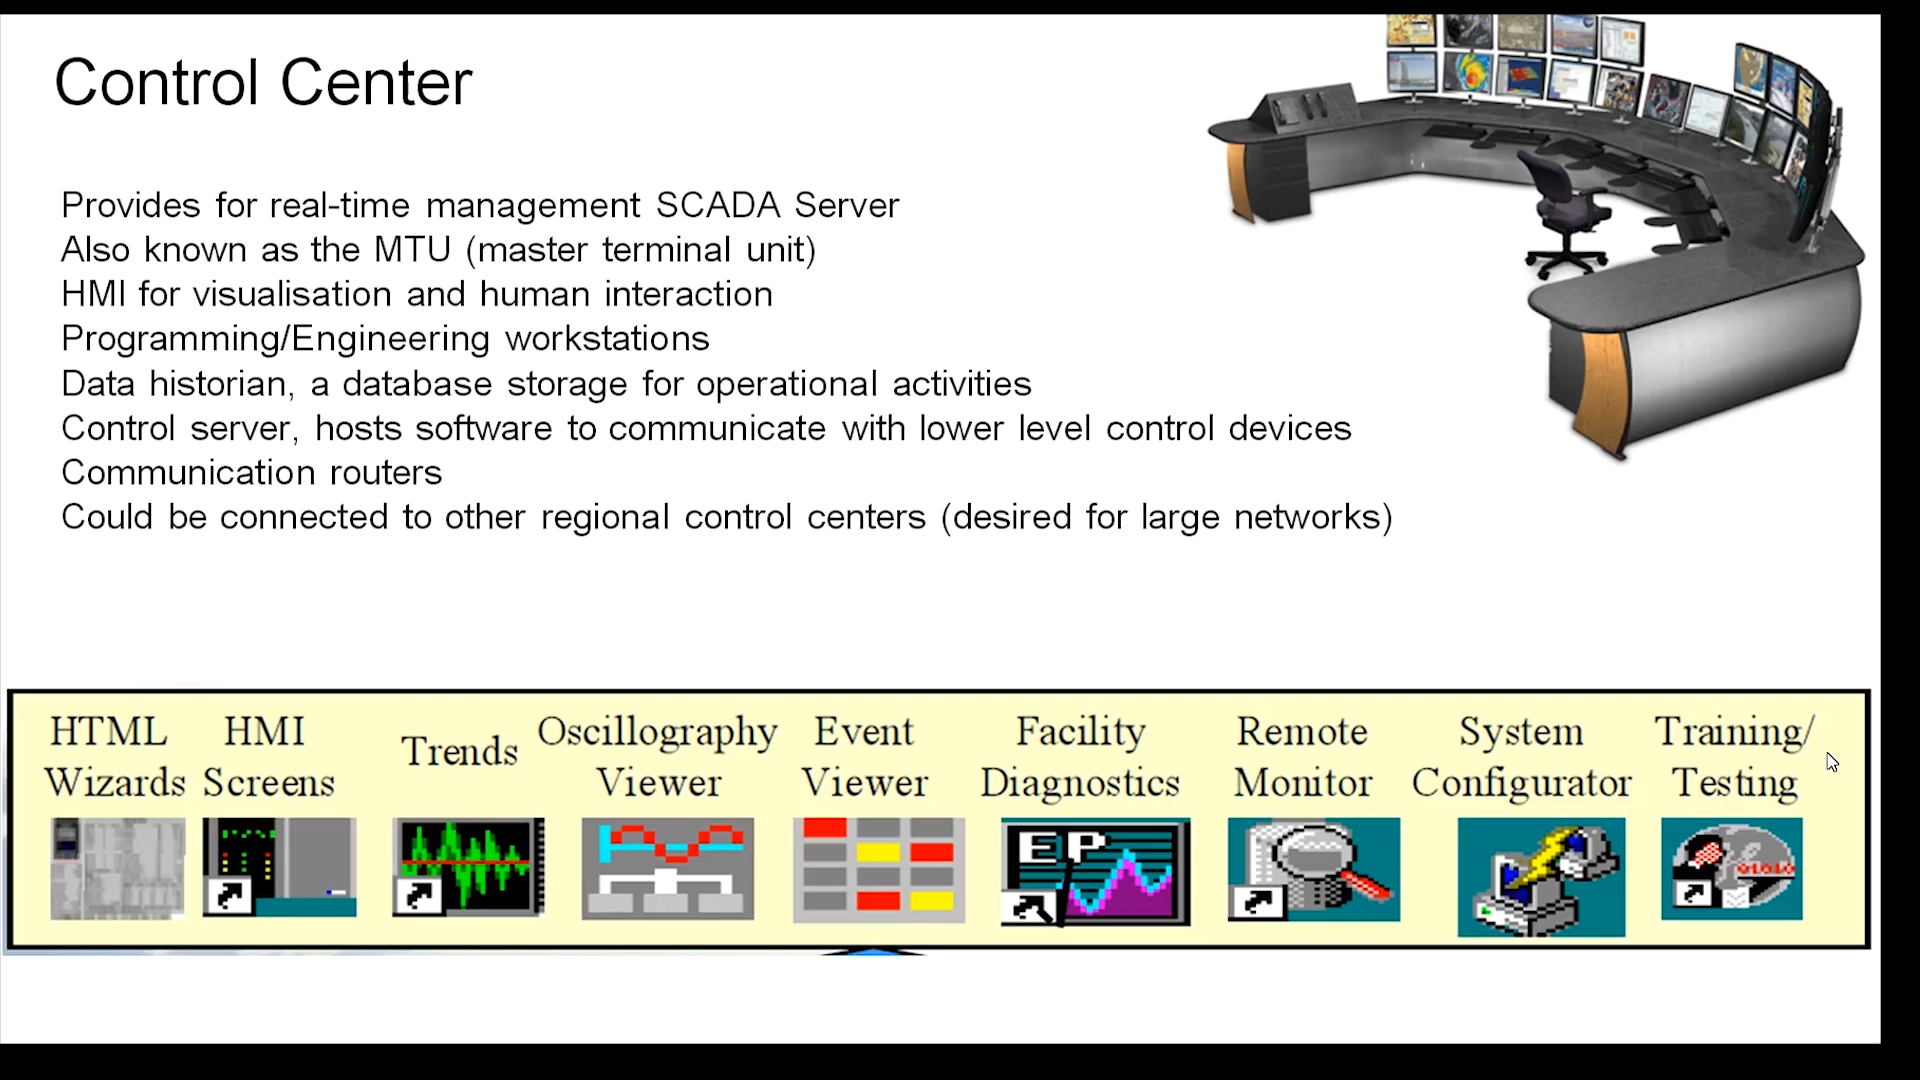 Control Center
Provides for real-time management SCADA Server
Also known as the MTU (master terminal unit)
HMI for visualisation and human interaction
Programming/Engineering workstations
Data historian, a database storage for operational activities
Control server, hosts software to communicate with lower level control devices
Communication routers
Could be connected to other regional control centers (desired for large networks)
HTML
Wizards
HMI
Screens
Trends
Oscillography
Viewer
Event
Viewer
Facility
Diagnostics
Remote
Monitor
System
Configurator
Training/
Testing
EP
01010